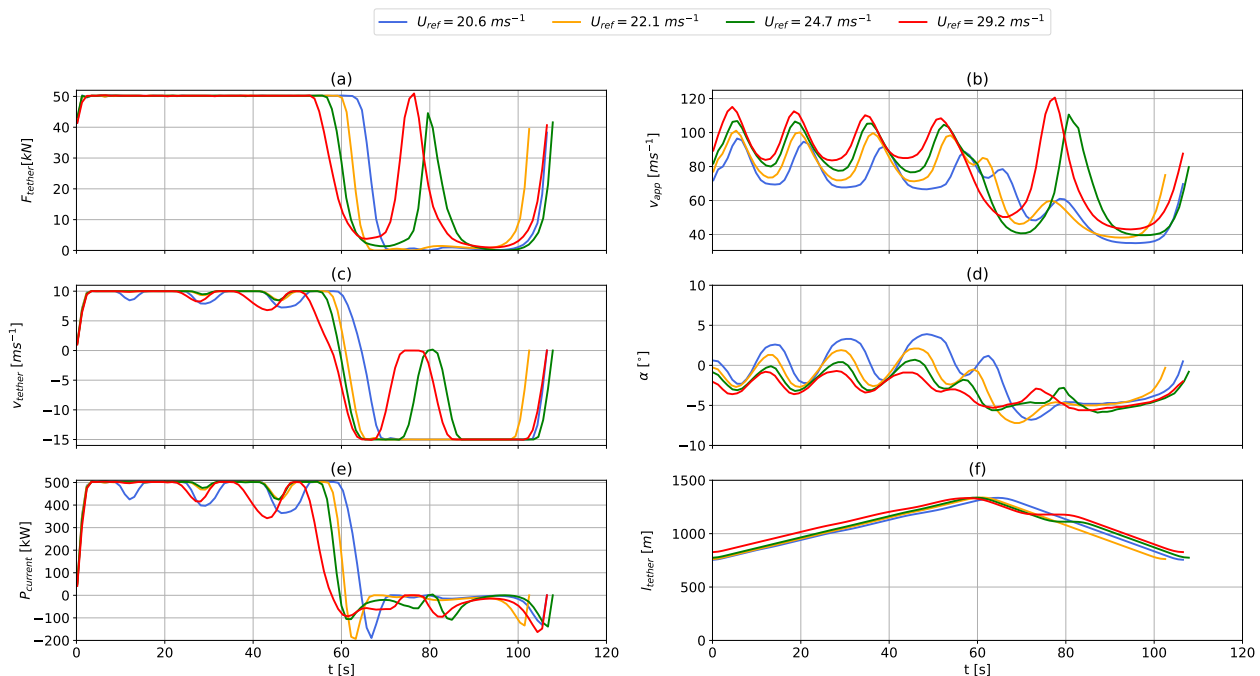 U_ref = 20.6 ms⁻¹ U_ref = 22.1 ms⁻¹ U_ref = 24.7 ms⁻¹ U_ref = 29.2 ms⁻¹
(a)
F_tether[kN]
50
40
30
20
10
0
(b)
v_app [ms⁻¹]
120
100
80
60
40
(c)
v_tether [ms⁻¹]
10
5
0
−5
−10
−15
(d)
α [°]
10
5
0
−5
−10
(e)
P_current [kW]
500
400
300
200
100
0
−100
−200
0 20 40 60 80 100 120
t [s]
(f)
l_tether [m]
1500
1000
500
0
0 20 40 60 80 100 120
t [s]